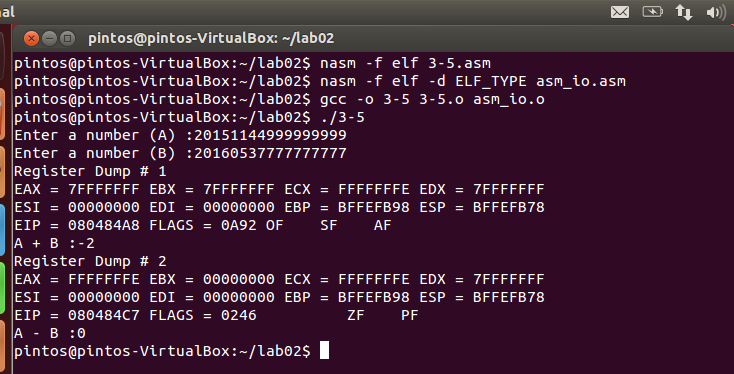 al
pintos@pintos-VirtualBox: ~/lab02
pintos@pintos-VirtualBox:~/lab02$ nasm -f elf 3-5.asm
pintos@pintos-VirtualBox:~/lab02$ nasm -f elf -d ELF_TYPE asm_io.asm
pintos@pintos-VirtualBox:~/lab02$ gcc -o 3-5 3-5.o asm_io.o
pintos@pintos-VirtualBox:~/lab02$ ./3-5
Enter a number (A) :20151144999999999
Enter a number (B) :20160537777777777
Register Dump # 1
EAX = 7FFFFFFF EBX = 7FFFFFFF ECX = FFFFFFFE EDX = 7FFFFFFF
ESI = 00000000 EDI = 00000000 EBP = BFFEFB98 ESP = BFFEFB78
EIP = 080484A8 FLAGS = 0A92 OF    SF    AF
A + B :-2
Register Dump # 2
EAX = FFFFFFFE EBX = 00000000 ECX = FFFFFFFE EDX = 7FFFFFFF
ESI = 00000000 EDI = 00000000 EBP = BFFEFB98 ESP = BFFEFB78
EIP = 080484C7 FLAGS = 0246          ZF    PF
A - B :0
pintos@pintos-VirtualBox:~/lab02$